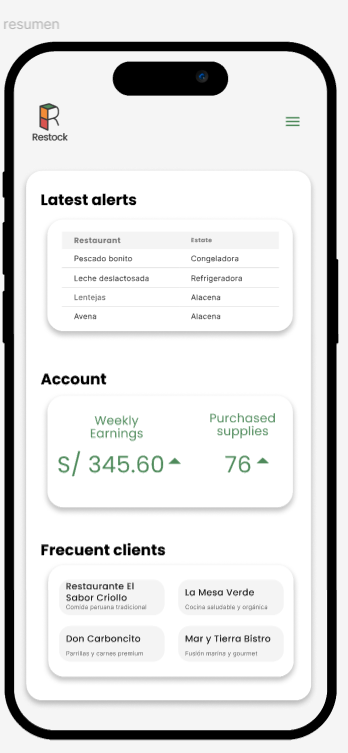 resumen
Restock
Latest alerts
Restaurant Estate
Pescado bonito Congeladora
Leche deslactosada Refrigeradora
Lentejas Alacena
Avena Alacena
Account
Weekly
Earnings
S/ 345.60
Purchased
supplies
76
Frecuent clients
Restaurante El
Sabor Criollo
Comida peruana tradicional
La Mesa Verde
Cocina saludable y orgánica
Don Carboncito
Parrillas y carnes premium
Mar y Tierra Bistro
Fusión marina y gourmet